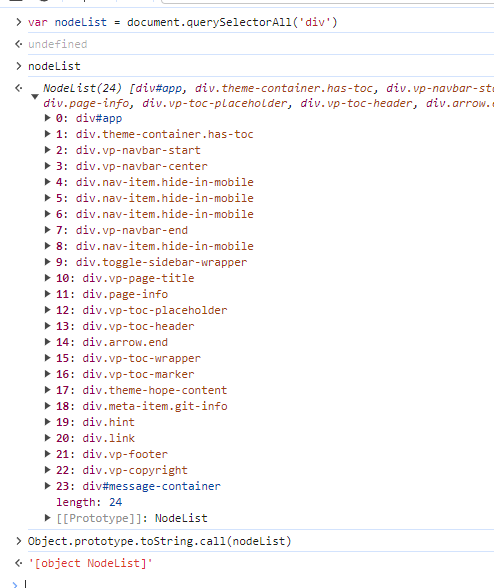 > var nodeList = document.querySelectorAll('div')
undefined
> nodeList
NodeList(24) [div#app, div.theme-container.has-toc, div.vp-navbar-sta
div.page-info, div.vp-toc-placeholder, div.vp-toc-header, div.arrow.e
0: div#app
1: div.theme-container.has-toc
2: div.vp-navbar-start
3: div.vp-navbar-center
4: div.nav-item.hide-in-mobile
5: div.nav-item.hide-in-mobile
6: div.nav-item.hide-in-mobile
7: div.vp-navbar-end
8: div.nav-item.hide-in-mobile
9: div.toggle-sidebar-wrapper
10: div.vp-page-title
11: div.page-info
12: div.vp-toc-placeholder
13: div.vp-toc-header
14: div.arrow.end
15: div.vp-toc-wrapper
16: div.vp-toc-marker
17: div.theme-hope-content
18: div.meta-item.git-info
19: div.hint
20: div.link
21: div.vp-footer
22: div.vp-copyright
23: div#message-container
length: 24
[[Prototype]]: NodeList
> Object.prototype.toString.call(nodeList)
'[object NodeList]'
>